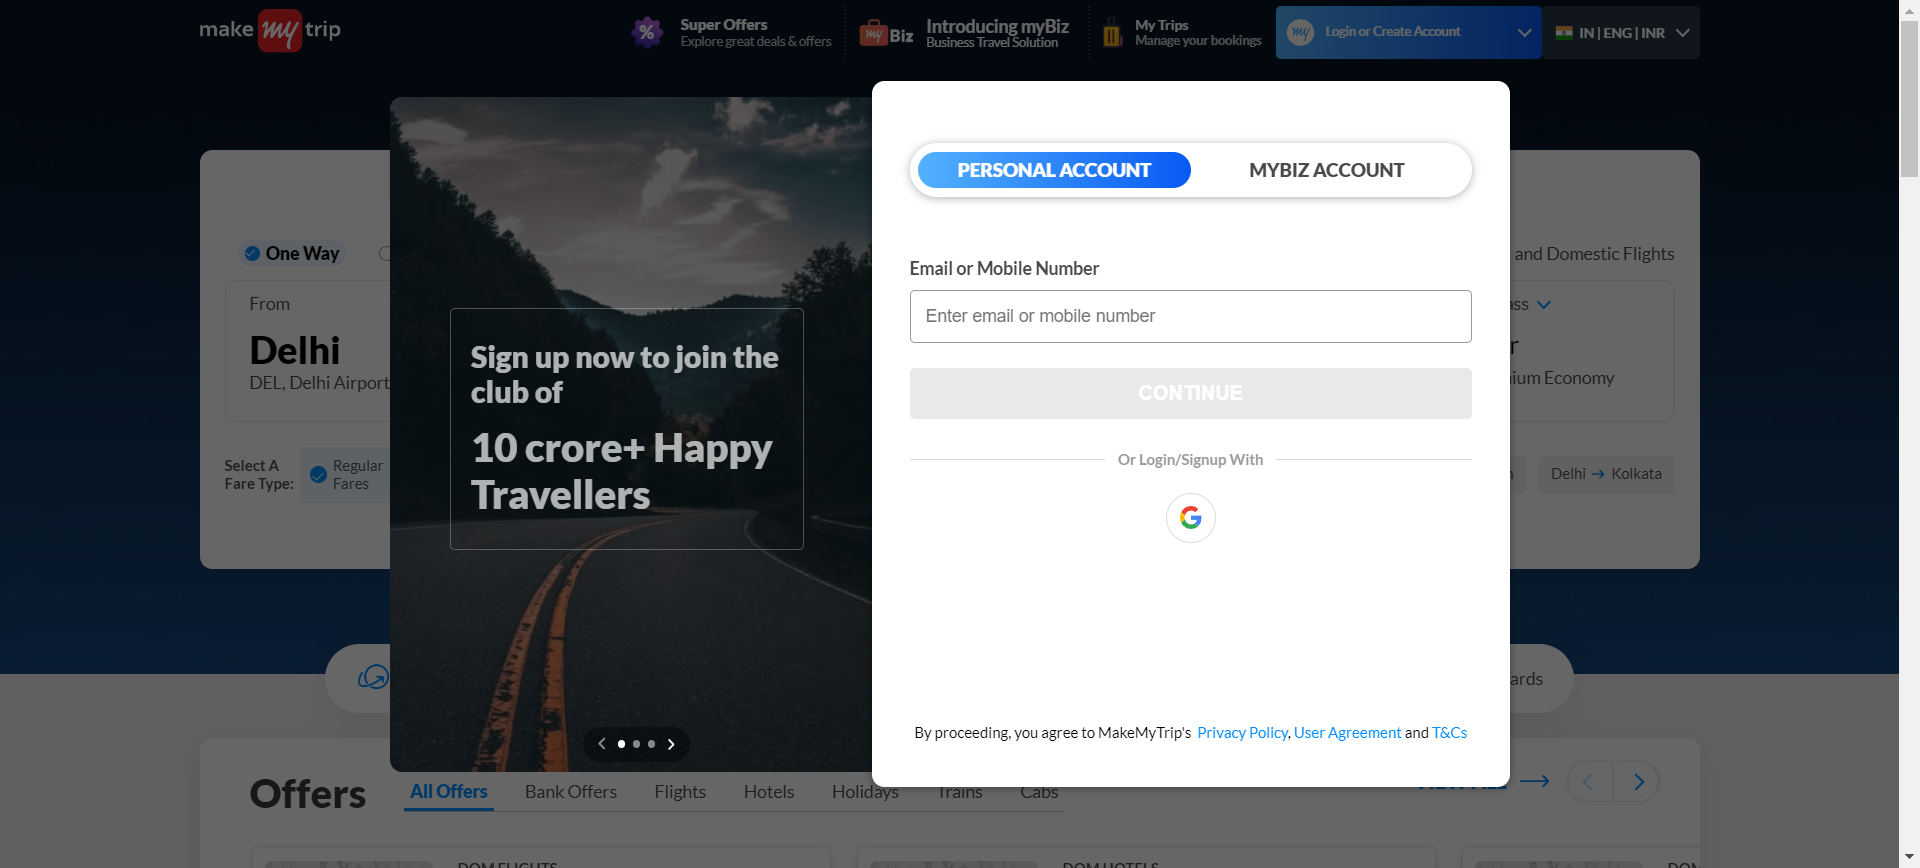 make my trip
Super Offers
Explore great deals & offers
my Biz
Introducing myBiz
Business Travel Solution
My Trips
Manage your bookings
my
Login or Create Account
IN | ENG | INR
One Way
and Domestic Flights
From
Delhi
DEL, Delhi Airport
Select A
Fare Type:
Regular
Fares
Sign up now to join the
club of
10 crore+ Happy
Travellers
PERSONAL ACCOUNT
MYBIZ ACCOUNT
Email or Mobile Number
Enter email or mobile number
CONTINUE
Or Login/Signup With
By proceeding, you agree to MakeMyTrip's Privacy Policy, User Agreement and T&Cs
Economy
Delhi → Kolkata
Offers
All Offers
Bank Offers
Flights
Hotels
Holidays
Trains
Cabs
VIEW ALL
DOM FLIGHTS
DOM HOTELS